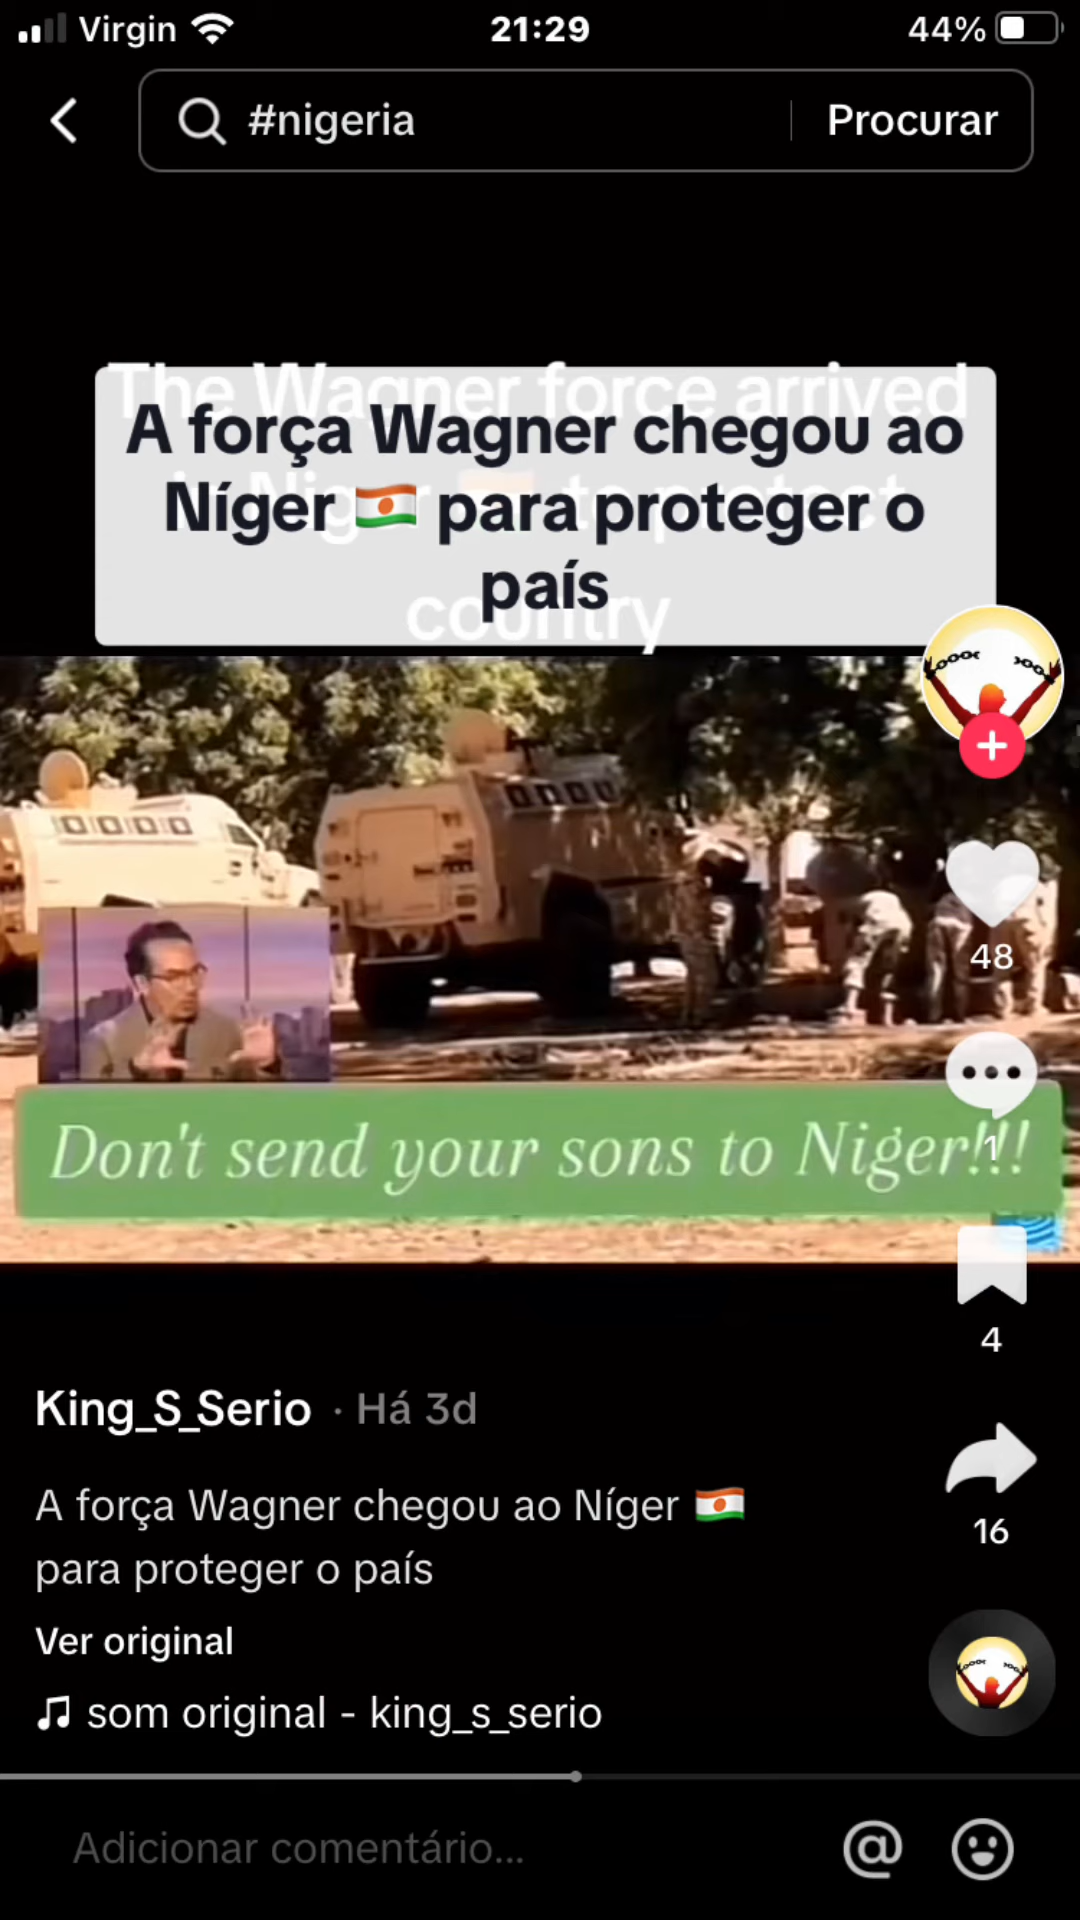 Virgin
21:29
44%
#nigeria
Procurar
The Wagner force arrived
A força Wagner chegou ao
Níger 🇳🇪 para proteger o
país
country
Don't send your sons to Niger!!!
48
1
4
16
King_S_Serio · Há 3d
A força Wagner chegou ao Níger 🇳🇪
para proteger o país
Ver original
som original - king_s_serio
Adicionar comentário...
@